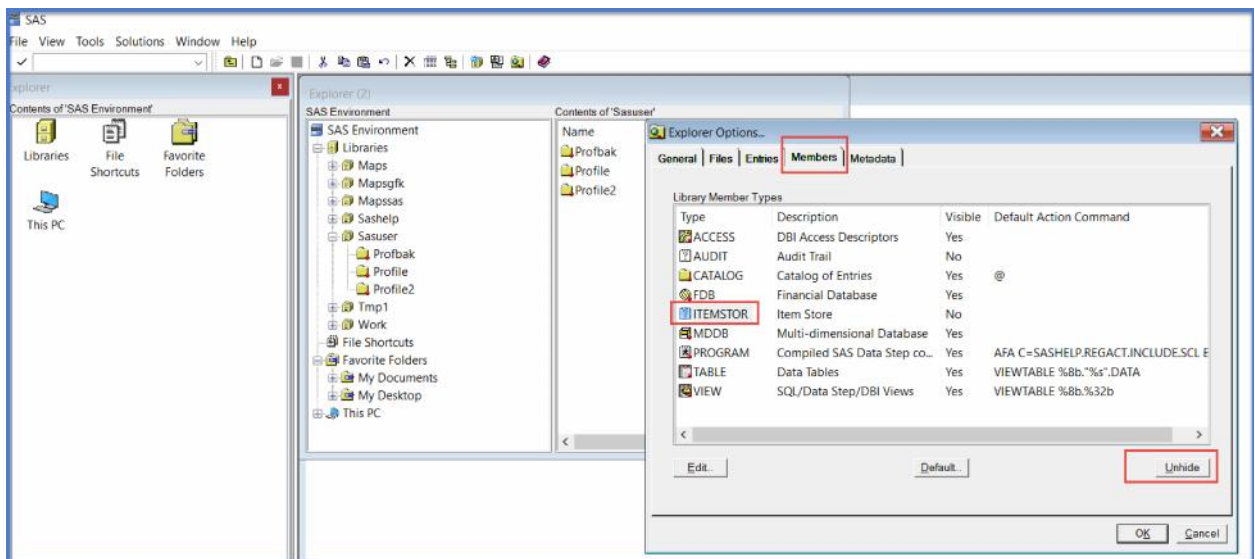 SAS
File View Tools Solutions Window Help
Explorer
Contents of 'SAS Environment'
Libraries
File Shortcuts
Favorite Folders
This PC
Explorer (2)
SAS Environment
SAS Environment
Libraries
Maps
Mapsgfk
Mapssas
Sashelp
Sasuser
Profbak
Profile
Profile2
Tmp1
Work
File Shortcuts
Favorite Folders
My Documents
My Desktop
This PC
Contents of 'Sasuser'
Name
Profbak
Profile
Profile2
Explorer Options...
General Files Entries Members Metadata
Library Member Types
Type Description Visible Default Action Command
ACCESS DBI Access Descriptors Yes
AUDIT Audit Trail No
CATALOG Catalog of Entries Yes @
FDB Financial Database Yes
ITEMSTOR Item Store No
MDDB Multi-dimensional Database Yes
PROGRAM Compiled SAS Data Step co... Yes AFA C=SASHELP.REGACT.INCLUDE.SCL E
TABLE Data Tables Yes VIEWTABLE %8b."%s".DATA
VIEW SQL/Data Step/DBI Views Yes VIEWTABLE %8b.%32b
Edit... Default... Unhide
OK Cancel